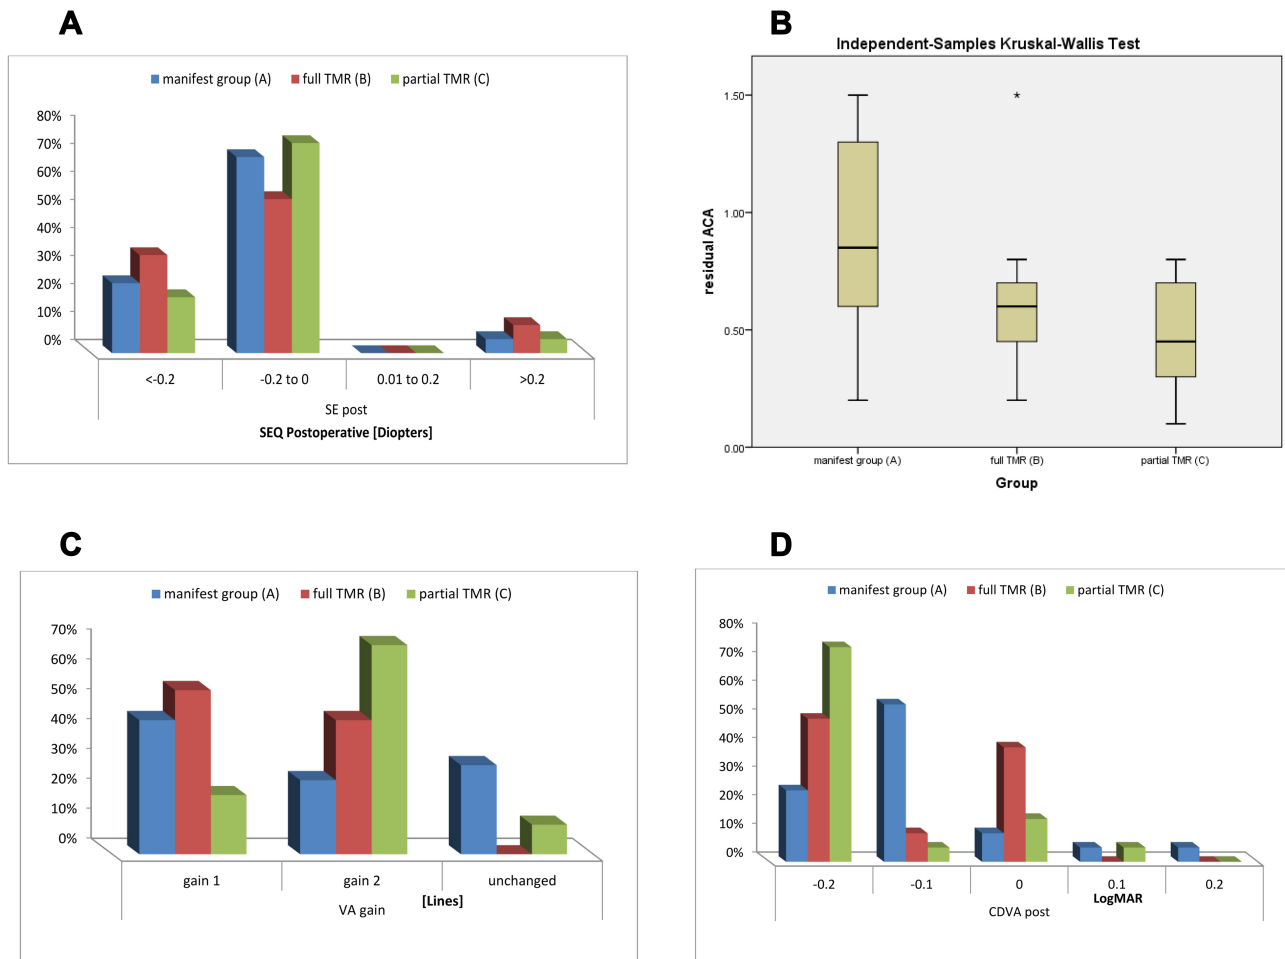 A
manifest group (A) full TMR (B) partial TMR (C)
80%
70%
60%
50%
40%
30%
20%
10%
0%
<-0.2 -0.2 to 0 0.01 to 0.2 >0.2
SE post
SEQ Postoperative [Diopters]
B
Independent-Samples Kruskal-Wallis Test
residual ACA
1.50
*
1.00
0.50
0.00
manifest group (A) full TMR (B) partial TMR (C)
Group
C
manifest group (A) full TMR (B) partial TMR (C)
70%
60%
50%
40%
30%
20%
10%
0%
gain 1 gain 2 unchanged
[Lines]
VA gain
D
manifest group (A) full TMR (B) partial TMR (C)
80%
70%
60%
50%
40%
30%
20%
10%
0%
-0.2 -0.1 0 0.1 0.2
LogMAR
CDVA post